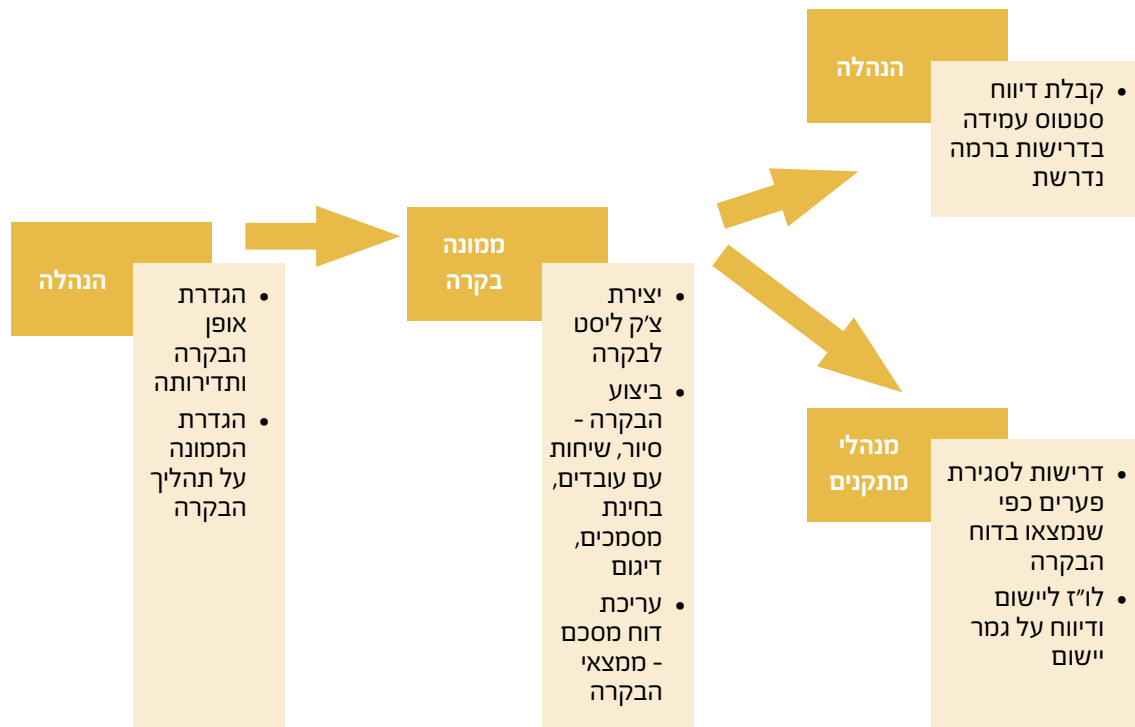 הנהלה
• הגדרת
אופן
הבקרה
ותדירותה
• הגדרת
הממונה
על תהליך
הבקרה
ממונה
בקרה
• יצירת
צ'ק ליסט
לבקרה
• ביצוע
הבקרה -
סיור, שיחות
עם עובדים,
בחינת
מסמכים,
דיגום
• עריכת
דוח מסכם
- ממצאי
הבקרה
הנהלה
• קבלת דיווח
סטטוס עמידה
בדרישות ברמה
נדרשת
מנהלי
מתקנים
• דרישות לסגירת
פערים כפי
שנמצאו בדוח
הבקרה
• לו"ז ליישום
ודיווח על גמר
יישום